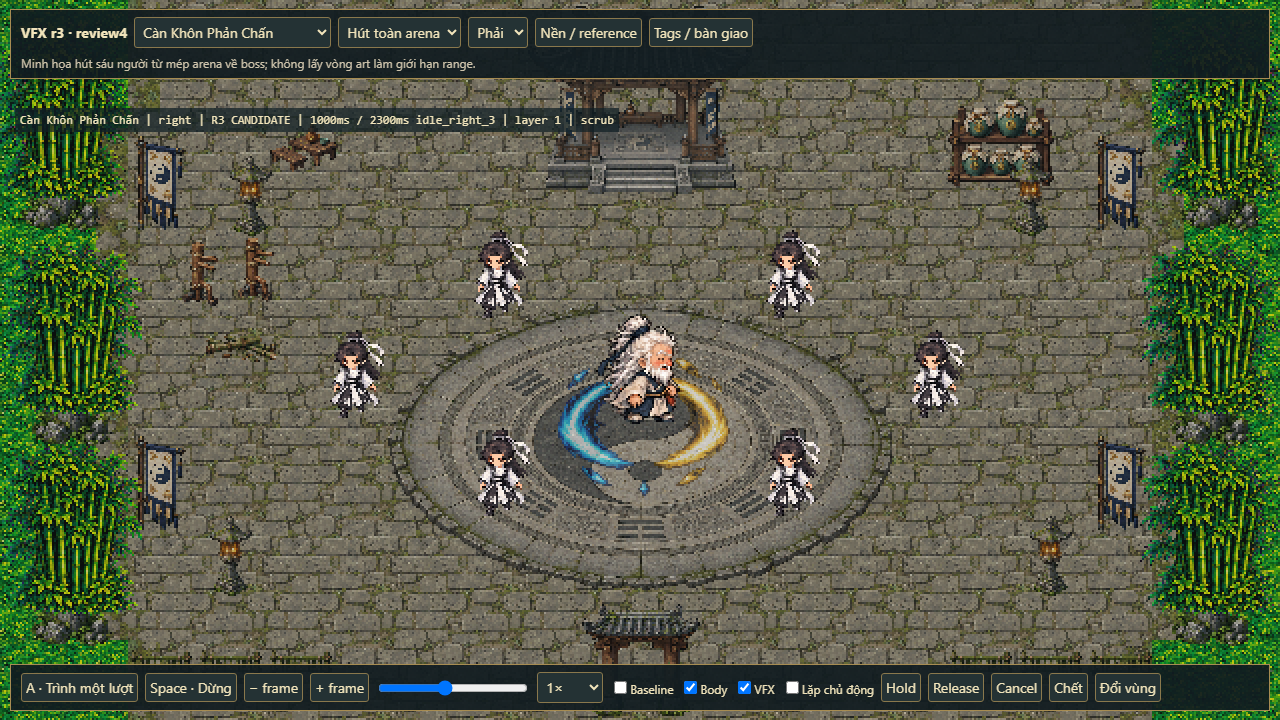 VFX r3 · review4 Càn Khôn Phản Chấn Hút toàn arena Phải Nền / reference Tags / bàn giao
Minh họa hút sáu người từ mép arena về boss; không lấy vòng art làm giới hạn range.
Càn Khôn Phản Chấn | right | R3 CANDIDATE | 1000ms / 2300ms idle_right_3 | layer 1 | scrub
A · Trình một lượt Space · Dừng − frame + frame 1× Baseline Body VFX Lặp chủ động Hold Release Cancel Chết Đổi vùng